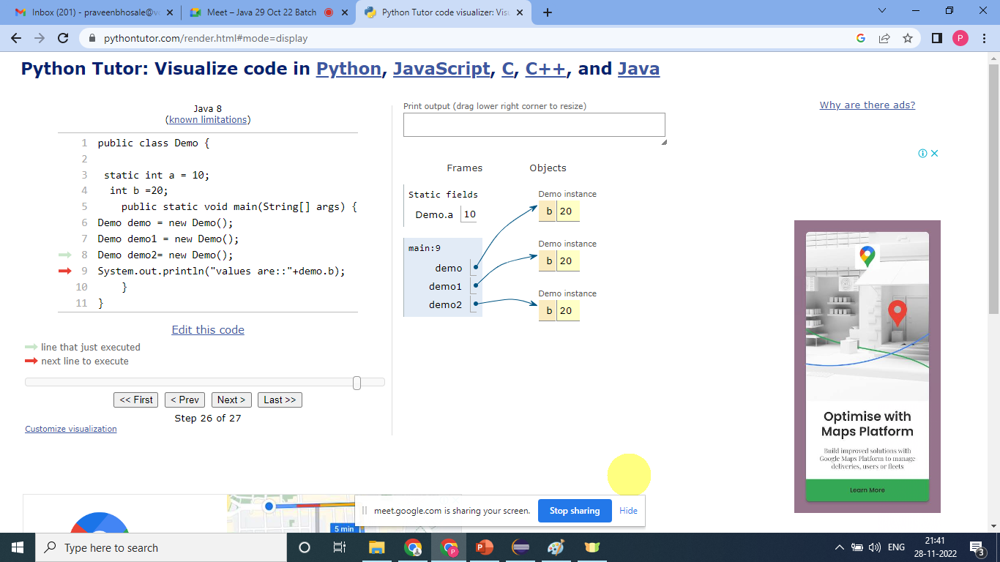 Inbox (201) - praveenbhosale@v
Meet – Java 29 Oct 22 Batch
Python Tutor code visualizer: Visu
pythontutor.com/render.html#mode=display
P
Python Tutor: Visualize code in Python, JavaScript, C, C++, and Java
Java 8
(known limitations)
1 public class Demo {
2
3 static int a = 10;
4 int b =20;
5 public static void main(String[] args) {
6 Demo demo = new Demo();
7 Demo demo1 = new Demo();
8 Demo demo2= new Demo();
9 System.out.println("values are::"+demo.b);
10 }
11 }
Edit this code
line that just executed
next line to execute
<< First < Prev Next > Last >>
Step 26 of 27
Customize visualization
Print output (drag lower right corner to resize)
Frames Objects
Static fields
Demo.a 10
main:9
demo
demo1
demo2
Demo instance
b 20
Demo instance
b 20
Demo instance
b 20
Why are there ads?
Optimise with
Maps Platform
Build improved solutions with
Google Maps Platform to manage
deliveries, users or fleets
Learn More
5 min
meet.google.com is sharing your screen. Stop sharing Hide
Type here to search
P
ENG
21:41
28-11-2022
3